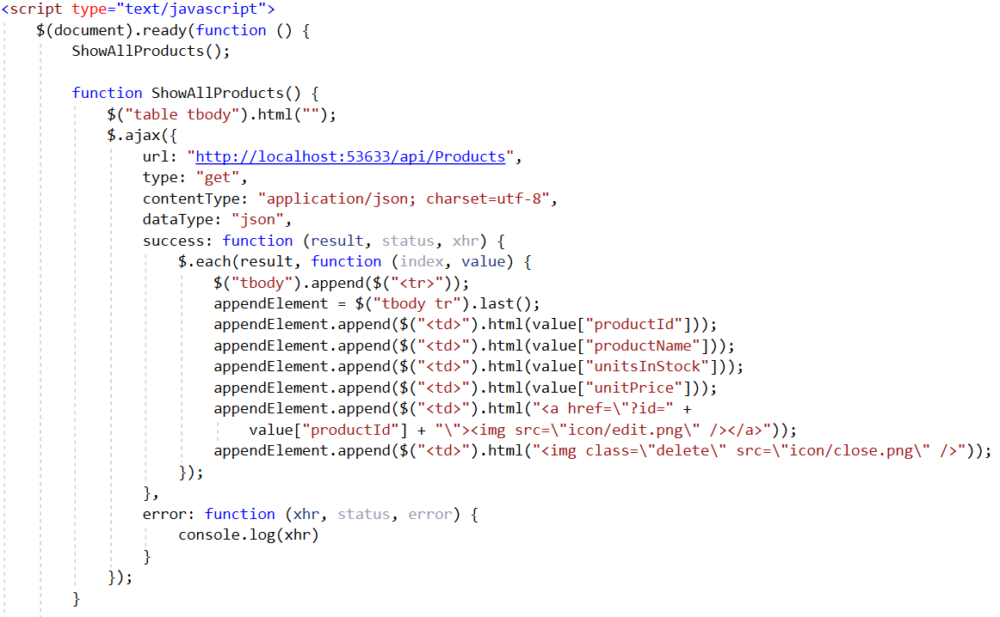 <script type="text/javascript">
    $(document).ready(function () {
        ShowAllProducts();

        function ShowAllProducts() {
            $("table tbody").html("");
            $.ajax({
                url: "http://localhost:53633/api/Products",
                type: "get",
                contentType: "application/json; charset=utf-8",
                dataType: "json",
                success: function (result, status, xhr) {
                    $.each(result, function (index, value) {
                        $("tbody").append($("<tr>"));
                        appendElement = $("tbody tr").last();
                        appendElement.append($("<td>").html(value["productId"]));
                        appendElement.append($("<td>").html(value["productName"]));
                        appendElement.append($("<td>").html(value["unitsInStock"]));
                        appendElement.append($("<td>").html(value["unitPrice"]));
                        appendElement.append($("<td>").html("<a href=\"?id=" +
                            value["productId"] + "\"><img src=\"icon/edit.png\" /></a>"));
                        appendElement.append($("<td>").html("<img class=\"delete\" src=\"icon/close.png\" />"));
                    });
                },
                error: function (xhr, status, error) {
                    console.log(xhr)
                }
            });
        }